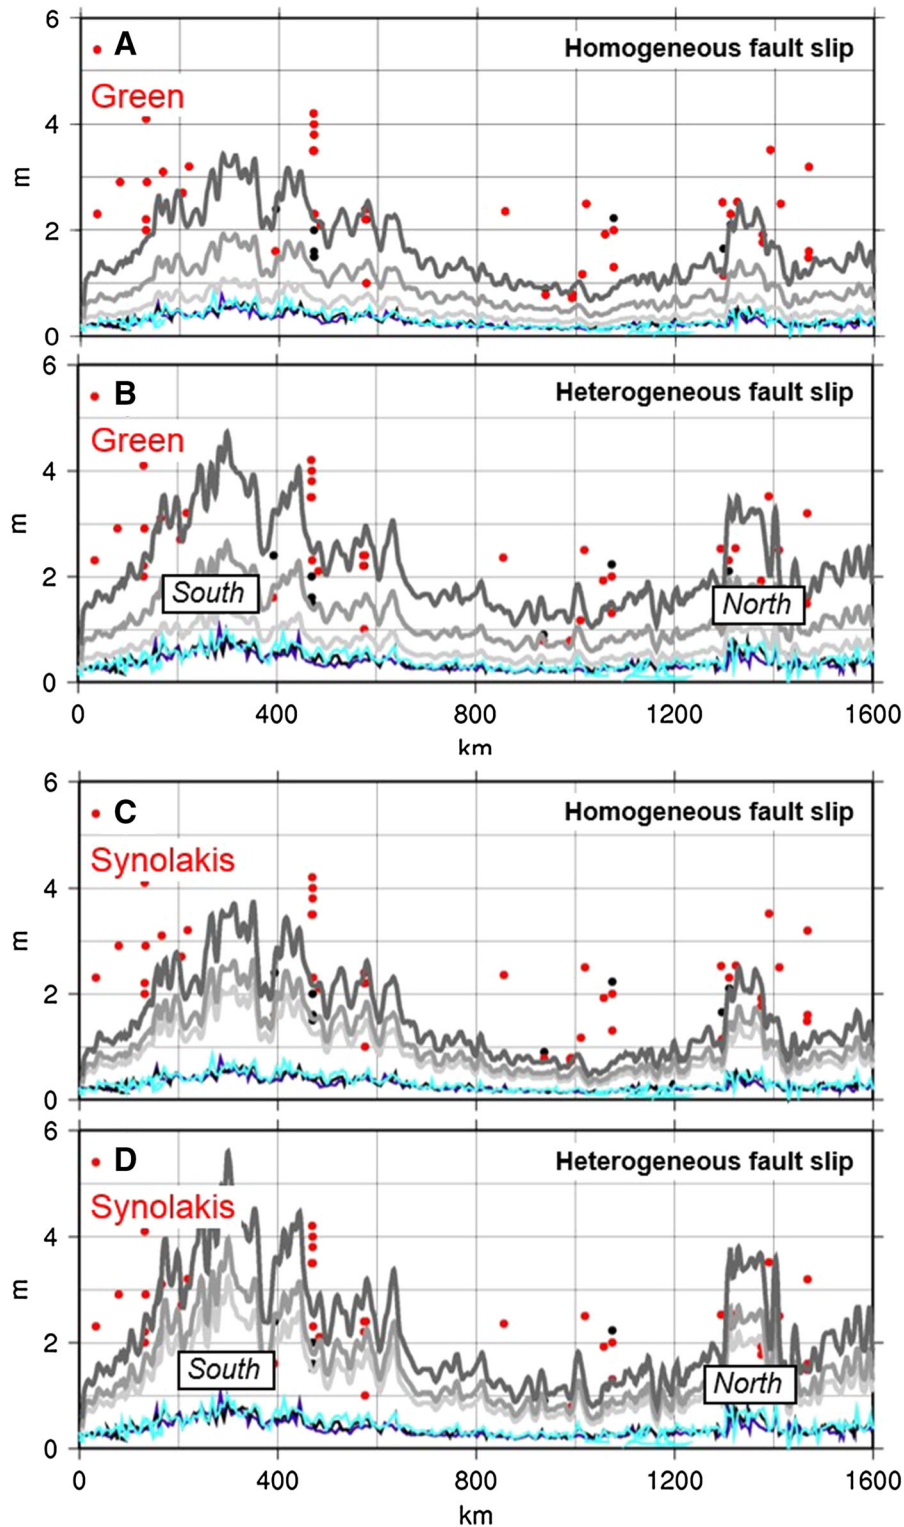 6
A
Homogeneous fault slip
Green
4
m
2
0
6
B
Heterogeneous fault slip
Green
4
m
South
North
2
0
0 400 800 1200 1600
km
6
C
Homogeneous fault slip
Synolakis
4
m
2
0
6
D
Heterogeneous fault slip
Synolakis
4
m
2
South
North
0
0 400 800 1200 1600
km